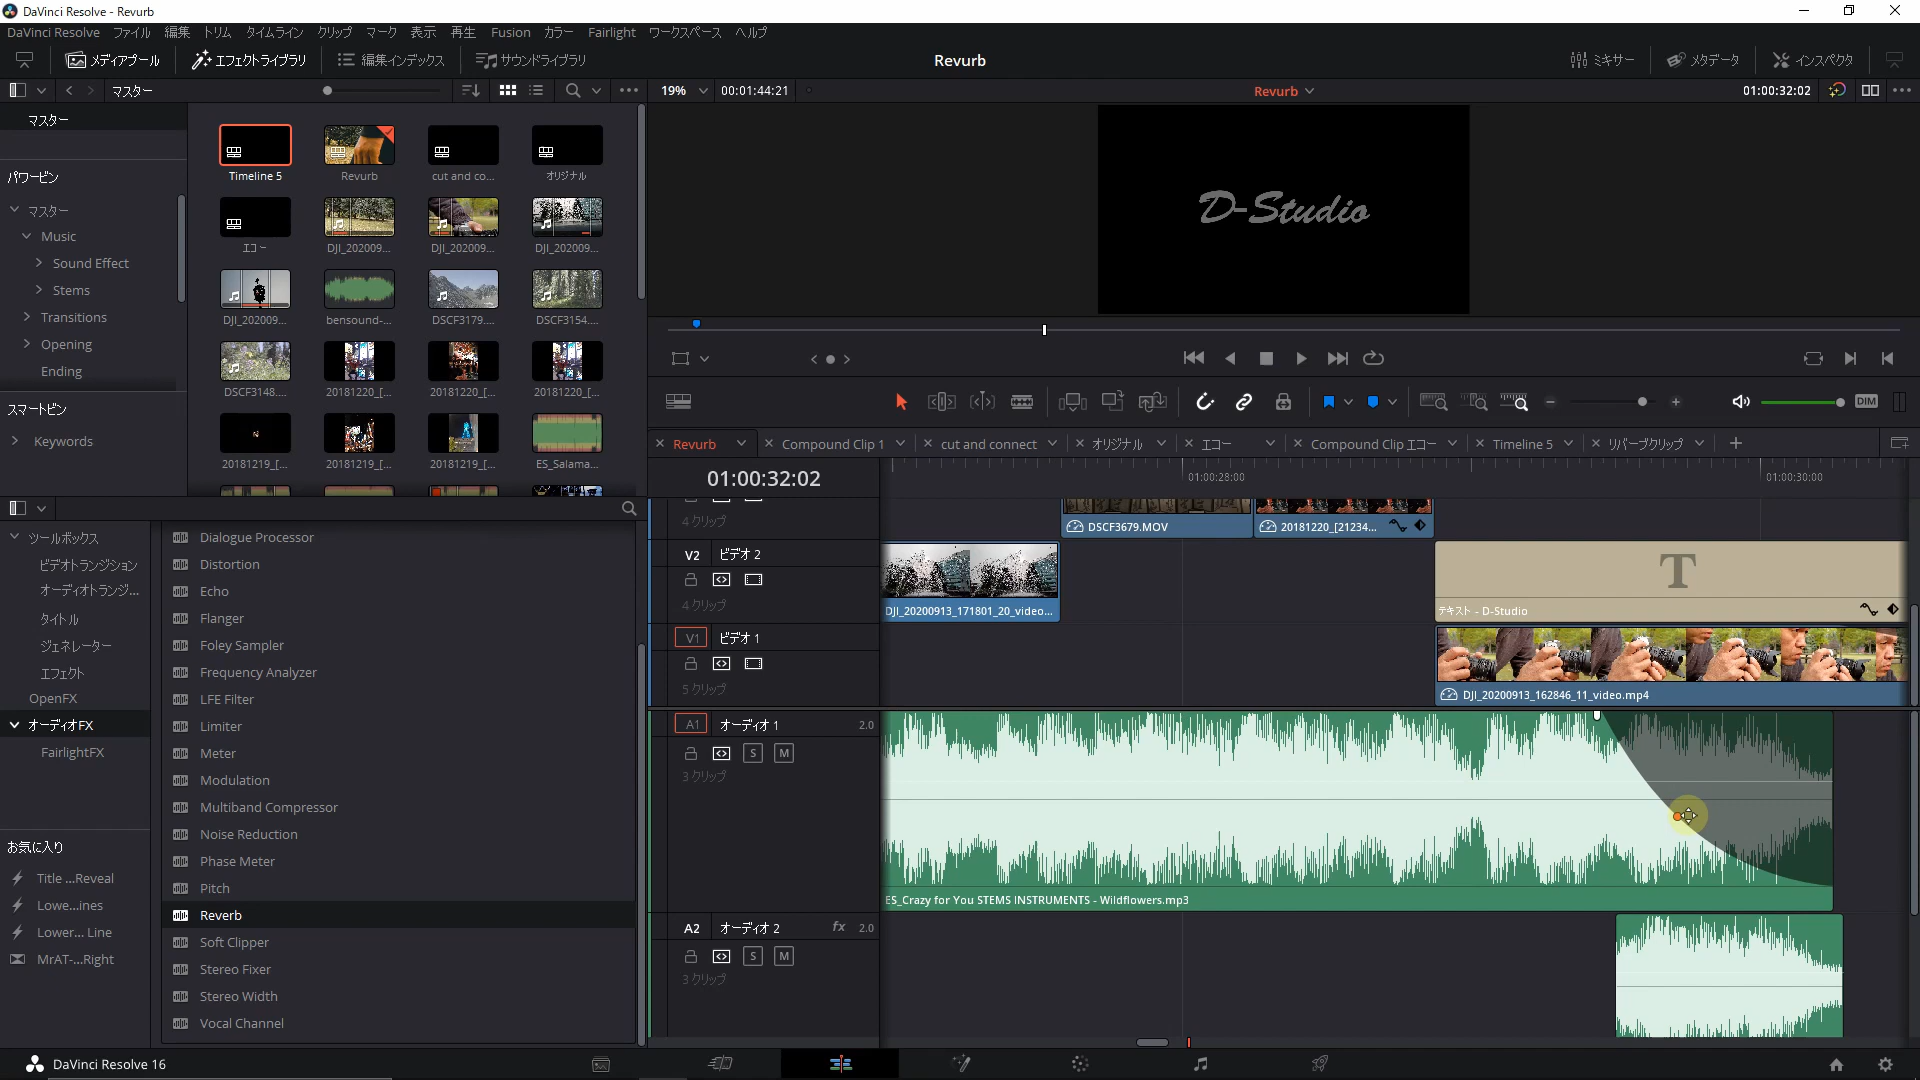 DaVinci Resolve - Revurb
DaVinci Resolve ファイル 編集 トリム タイムライン クリップ マーク 表示 再生 Fusion カラー Fairlight ワークスペース ヘルプ
メディアプール エフェクトライブラリ 編集インデックス サウンドライブラリ Revurb ミキサー メタデータ インスペクタ
マスター 19% 00:01:44:21 Revurb 01:00:32:02
マスター
パワービン
マスター
Music
Sound Effect
Stems
Transitions
Opening
Ending
スマートビン
Keywords
Timeline 5 Revurb cut and co... オリジナル
エコー DJI_202009... DJI_202009... DJI_202009...
DJI_202009... bensound-... DSCF3179.... DSCF3154....
DSCF3148.... 20181220_[... 20181220_[... 20181220_[...
20181219_[... 20181219_[... 20181219_[... ES_Salama...
D-Studio
DIM
Revurb Compound Clip 1 cut and connect オリジナル エコー Compound Clip エコー Timeline 5 リバーブクリップ
01:00:32:02 01:00:28:00 01:00:30:00
ツールボックス
ビデオトランジション
オーディオトランジ...
タイトル
ジェネレーター
エフェクト
OpenFX
オーディオFX
FairlightFX
お気に入り
Title ...Reveal
Lowe...ines
Lower... Line
MrAT-...Right
Dialogue Processor
Distortion
Echo
Flanger
Foley Sampler
Frequency Analyzer
LFE Filter
Limiter
Meter
Modulation
Multiband Compressor
Noise Reduction
Phase Meter
Pitch
Reverb
Soft Clipper
Stereo Fixer
Stereo Width
Vocal Channel
4 クリップ
DSCF3679.MOV 20181220_[21234...
V2 ビデオ 2
4 クリップ
DJI_20200913_171801_20_video...
T
テキスト - D-Studio
V1 ビデオ 1
5 クリップ
DJI_20200913_162846_11_video.mp4
A1 オーディオ 1 2.0
S M
3 クリップ
ES_Crazy for You STEMS INSTRUMENTS - Wildflowers.mp3
A2 オーディオ 2 fx 2.0
S M
3 クリップ
DaVinci Resolve 16